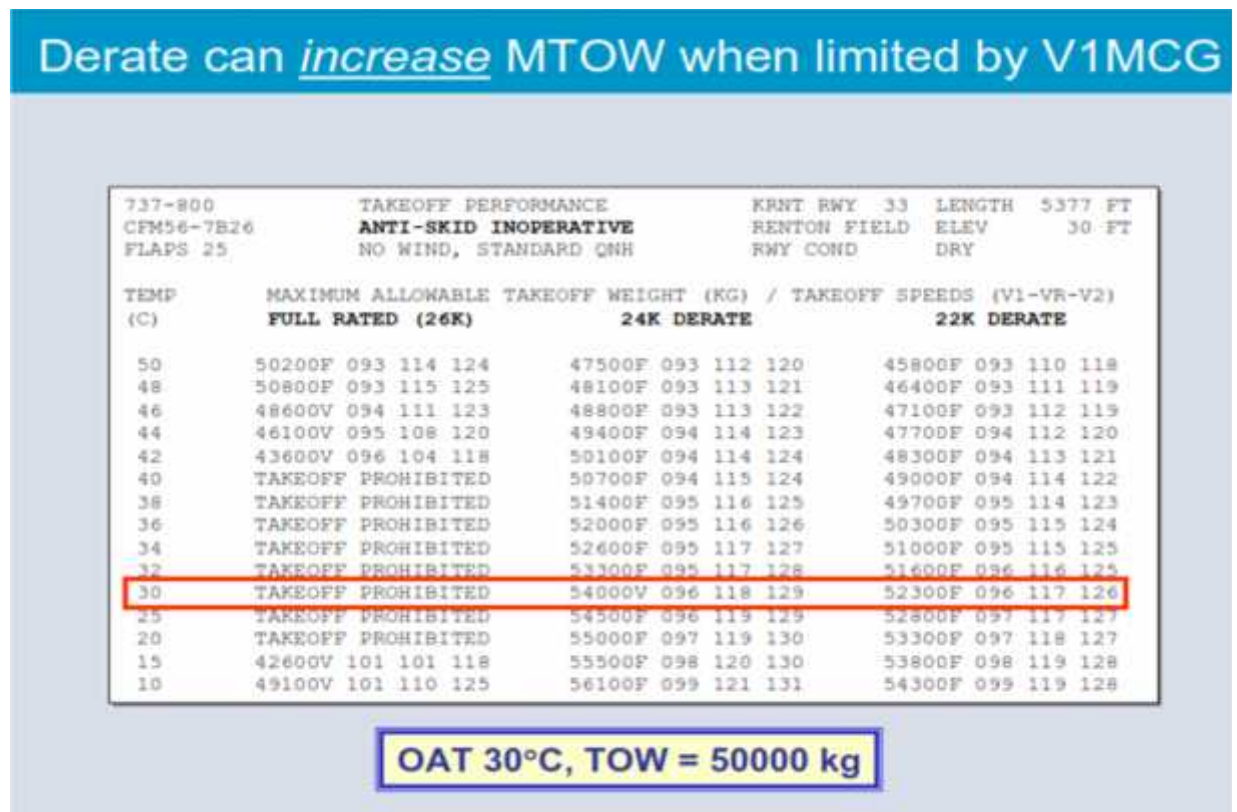 Derate can increase MTOW when limited by V1MCG
737-800 TAKEOFF PERFORMANCE KRNT RWY 33 LENGTH 5377 FT
CFM56-7B26 ANTI-SKID INOPERATIVE RENTON FIELD ELEV 30 FT
FLAPS 25 NO WIND, STANDARD QNH RWY COND DRY
TEMP MAXIMUM ALLOWABLE TAKEOFF WEIGHT (KG) / TAKEOFF SPEEDS (V1-VR-V2)
(C) FULL RATED (26K) 24K DERATE 22K DERATE
50 50200F 093 114 124 47500F 093 112 120 45800F 093 110 118
48 50800F 093 115 125 48100F 093 113 121 46400F 093 111 119
46 48600V 094 111 123 48800F 093 113 122 47100F 093 112 119
44 46100V 095 108 120 49400F 094 114 123 47700F 094 112 120
42 43600V 096 104 118 50100F 094 114 124 48300F 094 113 121
40 TAKEOFF PROHIBITED 50700F 094 115 124 49000F 094 114 122
38 TAKEOFF PROHIBITED 51400F 095 116 125 49700F 095 114 123
36 TAKEOFF PROHIBITED 52000F 095 116 126 50300F 095 115 124
34 TAKEOFF PROHIBITED 52600F 095 117 127 51000F 095 115 125
32 TAKEOFF PROHIBITED 53300F 095 117 128 51600F 096 116 125
30 TAKEOFF PROHIBITED 54000V 096 118 129 52300F 096 117 126
25 TAKEOFF PROHIBITED 54500F 096 119 129 52800F 097 117 127
20 TAKEOFF PROHIBITED 55000F 097 119 130 53300F 097 118 127
15 42600V 101 101 118 55500F 098 120 130 53800F 098 119 128
10 49100V 101 110 125 56100F 099 121 131 54300F 099 119 128
OAT 30°C, TOW = 50000 kg